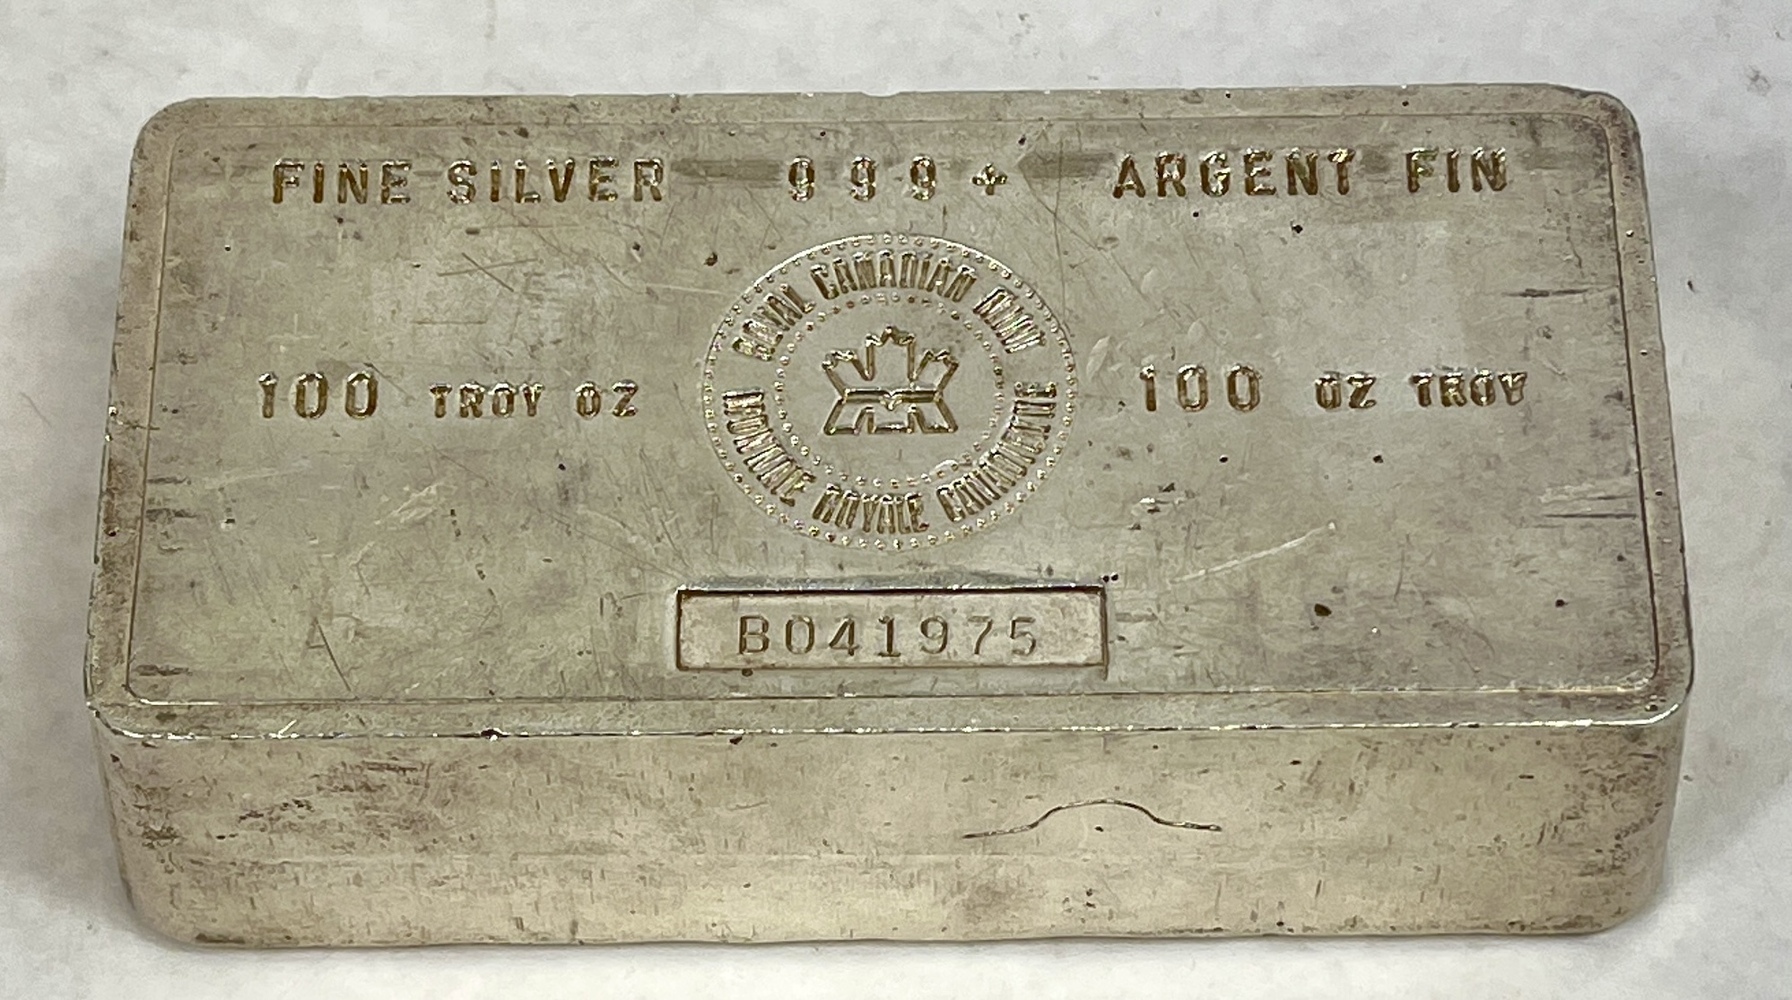 FINE SILVER 999+ ARGENT FIN
ROYAL CANADIAN MINT
100 TROY OZ
100 OZ TROY
MONNAIE ROYALE CANADIENNE
B041975